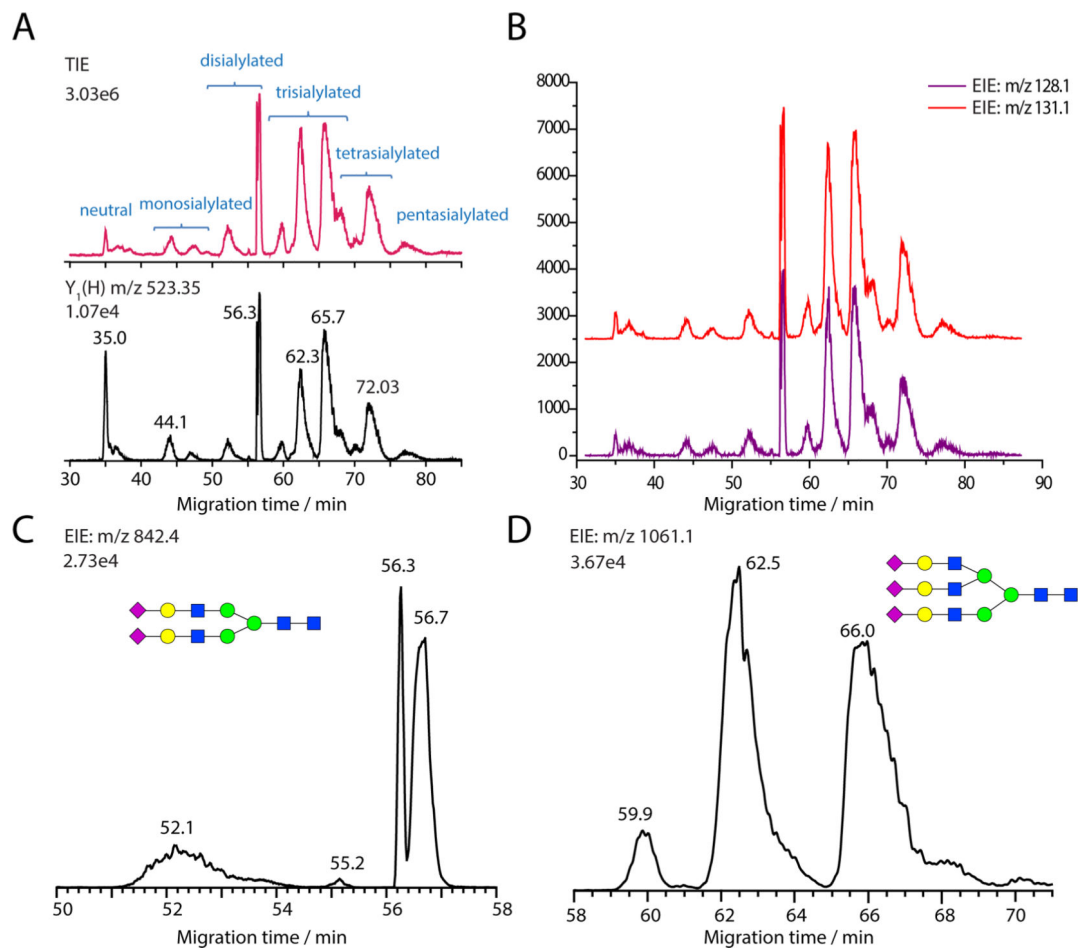 A
TIE
3.03e6
disialylated
trisialylated
tetrasialylated
neutral
monosialylated
pentasialylated
Y1(H) m/z 523.35
1.07e4
35.0
44.1
56.3
62.3
65.7
72.03
30 40 50 60 70 80
Migration time / min
B
8000
7000
6000
5000
4000
3000
2000
1000
0
EIE: m/z 128.1
EIE: m/z 131.1
30 40 50 60 70 80 90
Migration time / min
C
EIE: m/z 842.4
2.73e4
56.3
56.7
52.1
55.2
50 52 54 56 58
Migration time / min
D
EIE: m/z 1061.1
3.67e4
62.5
66.0
59.9
58 60 62 64 66 68 70
Migration time / min